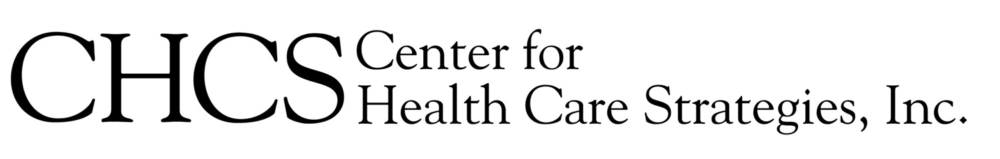 CHCS
Center for
Health Care Strategies, Inc.